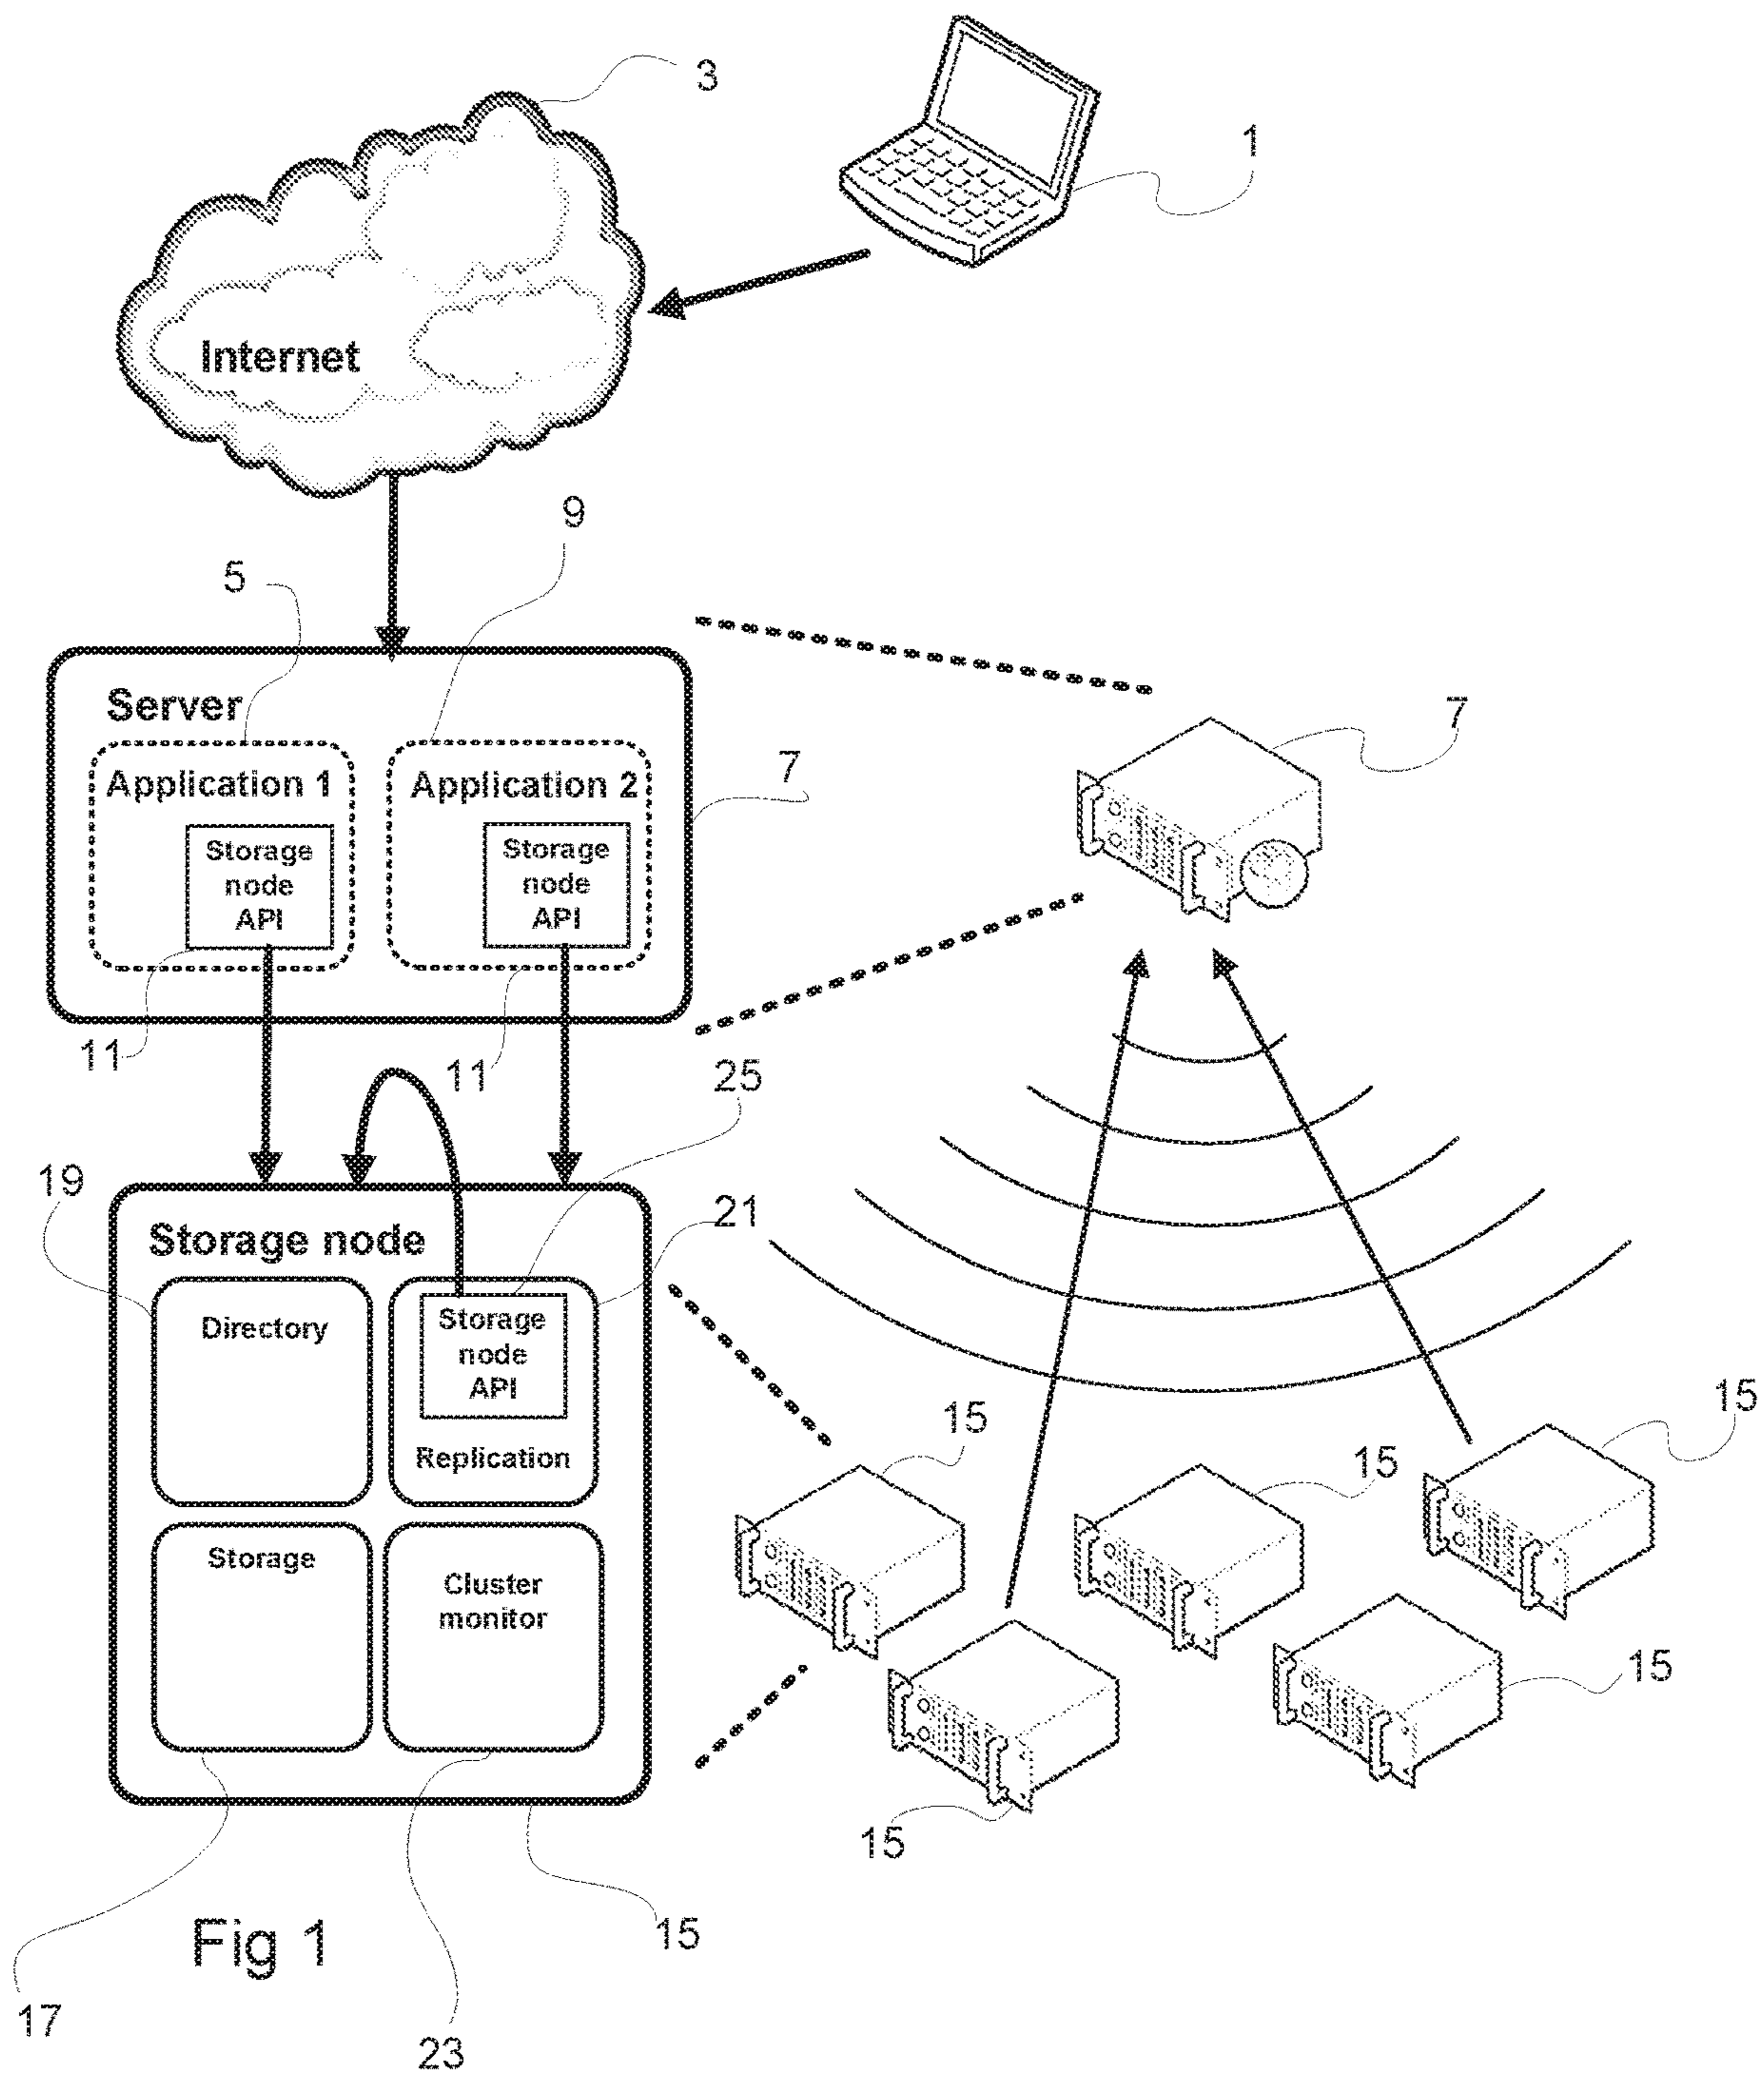 3
1
Internet
9
5
Server
7
7
Application 1
Application 2
Storage
node
API
Storage
node
API
11
11
25
19
21
Storage node
Directory
Storage
node
API
Replication
15
15
15
Storage
Cluster
monitor
15
15
15
Fig 1
17
23